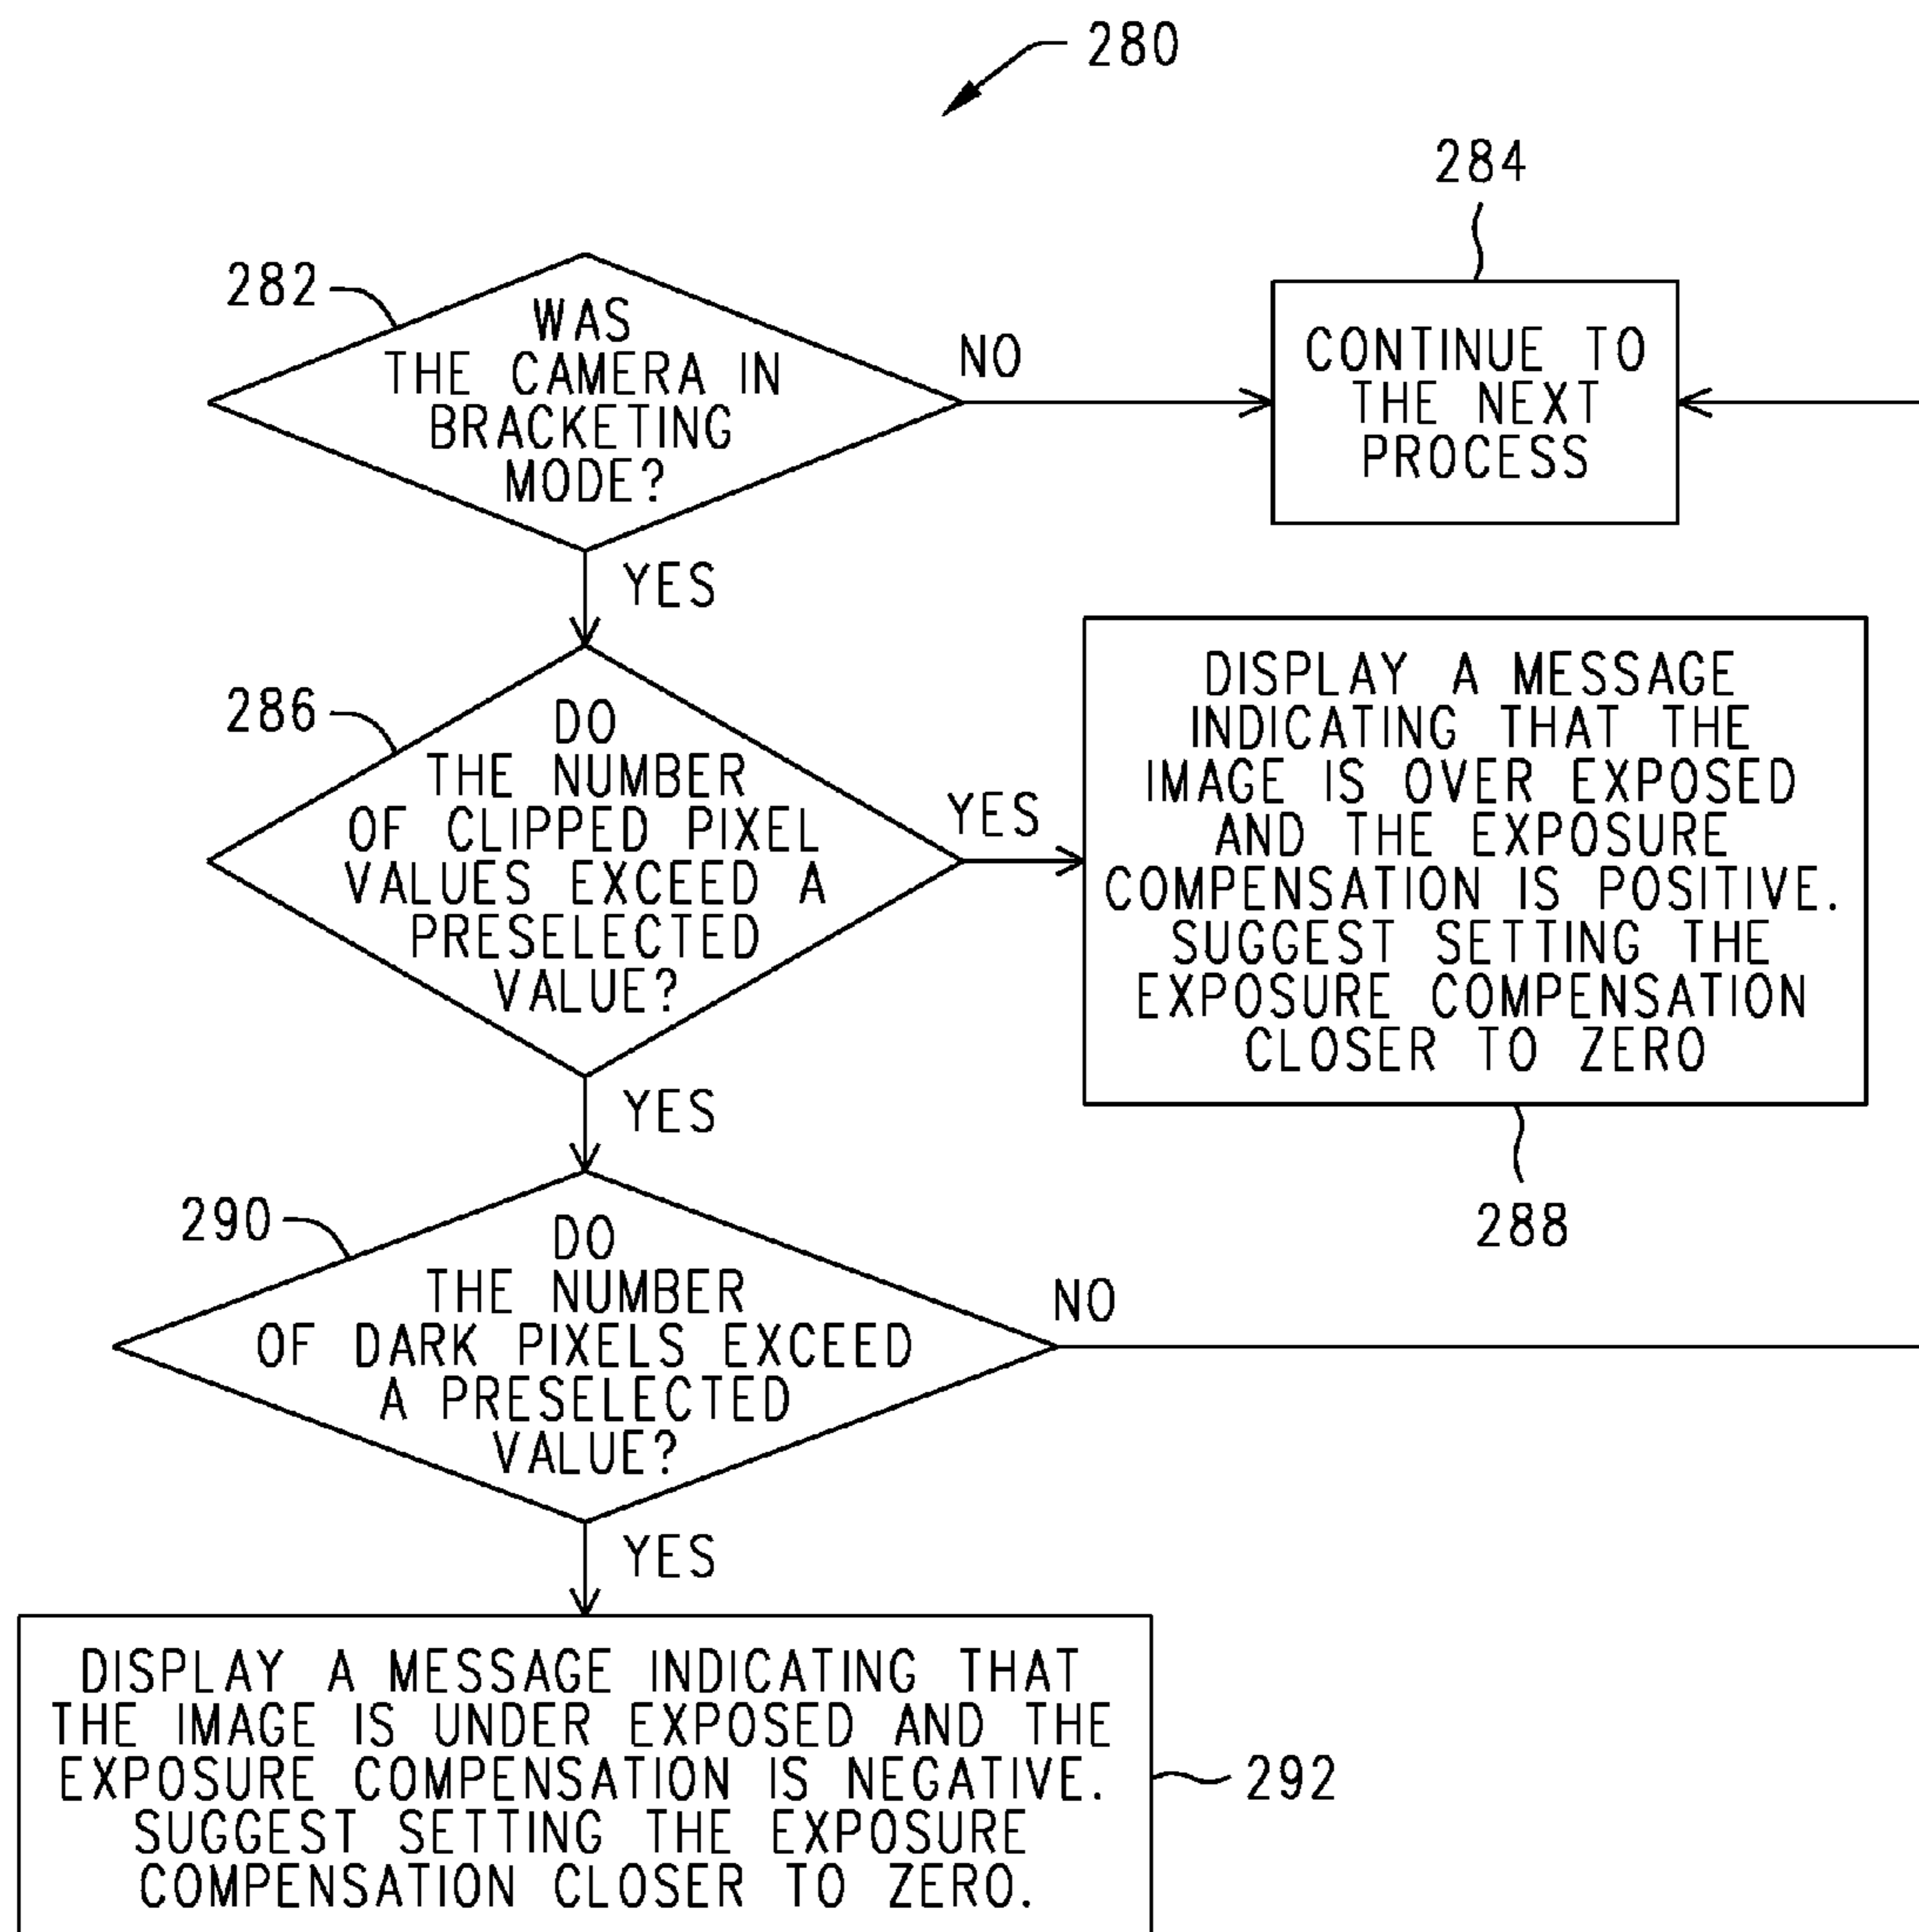 280
284
282
WAS
THE CAMERA IN
BRACKETING
MODE?
NO
CONTINUE TO
THE NEXT
PROCESS
YES
286
DO
THE NUMBER
OF CLIPPED PIXEL
VALUES EXCEED A
PRESELECTED
VALUE?
YES
DISPLAY A MESSAGE
INDICATING THAT THE
IMAGE IS OVER EXPOSED
AND THE EXPOSURE
COMPENSATION IS POSITIVE.
SUGGEST SETTING THE
EXPOSURE COMPENSATION
CLOSER TO ZERO
288
YES
290
DO
THE NUMBER
OF DARK PIXELS EXCEED
A PRESELECTED
VALUE?
NO
YES
DISPLAY A MESSAGE INDICATING THAT
THE IMAGE IS UNDER EXPOSED AND THE
EXPOSURE COMPENSATION IS NEGATIVE.
SUGGEST SETTING THE EXPOSURE
COMPENSATION CLOSER TO ZERO.
292